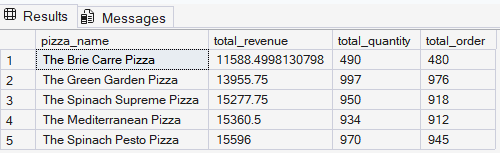 Results Messages
pizza_name total_revenue total_quantity total_order
1 The Brie Carre Pizza 11588.4998130798 490 480
2 The Green Garden Pizza 13955.75 997 976
3 The Spinach Supreme Pizza 15277.75 950 918
4 The Mediterranean Pizza 15360.5 934 912
5 The Spinach Pesto Pizza 15596 970 945